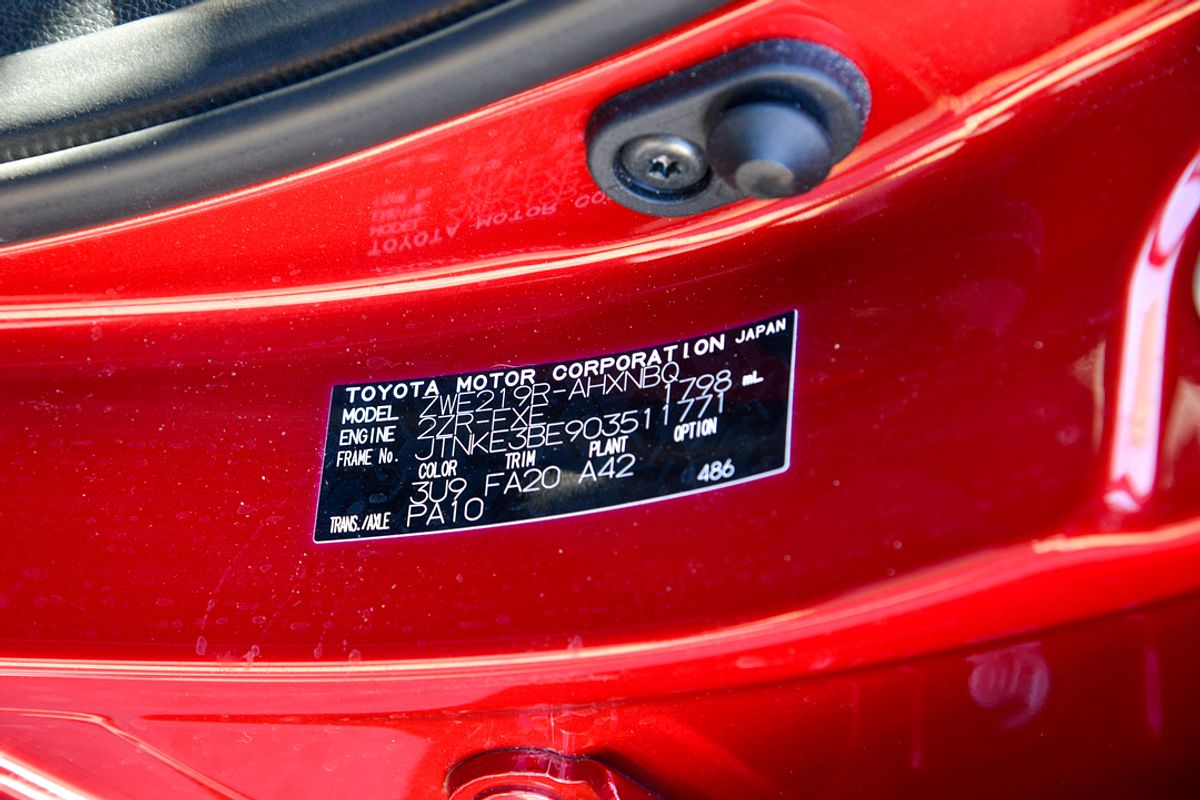 TOYOTA MOTOR CORPORATION JAPAN
MODEL ZWE219R-AHXNBQ
ENGINE 2ZR-FXE 1798 mL
FRAME No. JTNKE3BE903511771
COLOR TRIM PLANT OPTION
3U9 FA20 A42
TRANS./AXLE PA10 486